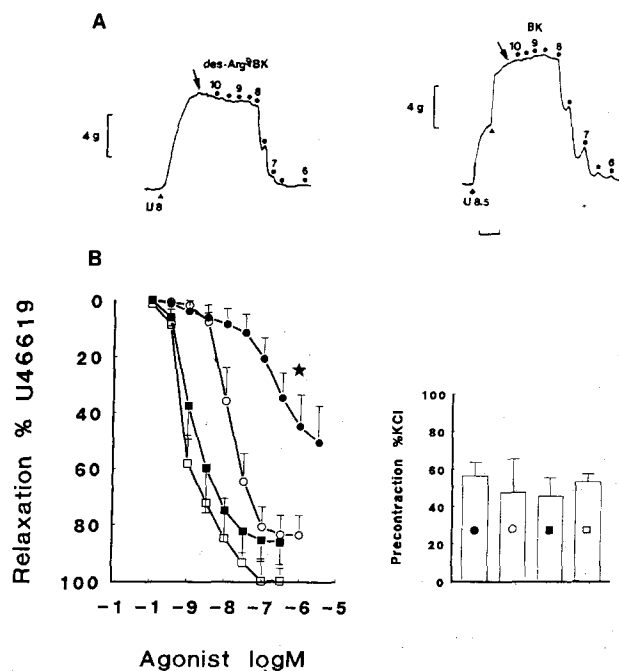 A
des-Arg⁹BK
10 9 8
7
6
4 g
U 8
BK
10 9 8
7
6
4 g
U 8.5
B
Relaxation % U46619
0
20
40
60
80
100
-1 -1 -9 -8 -7 -6 -5
Agonist logM
Precontraction %KCl
100
80
60
40
20
0